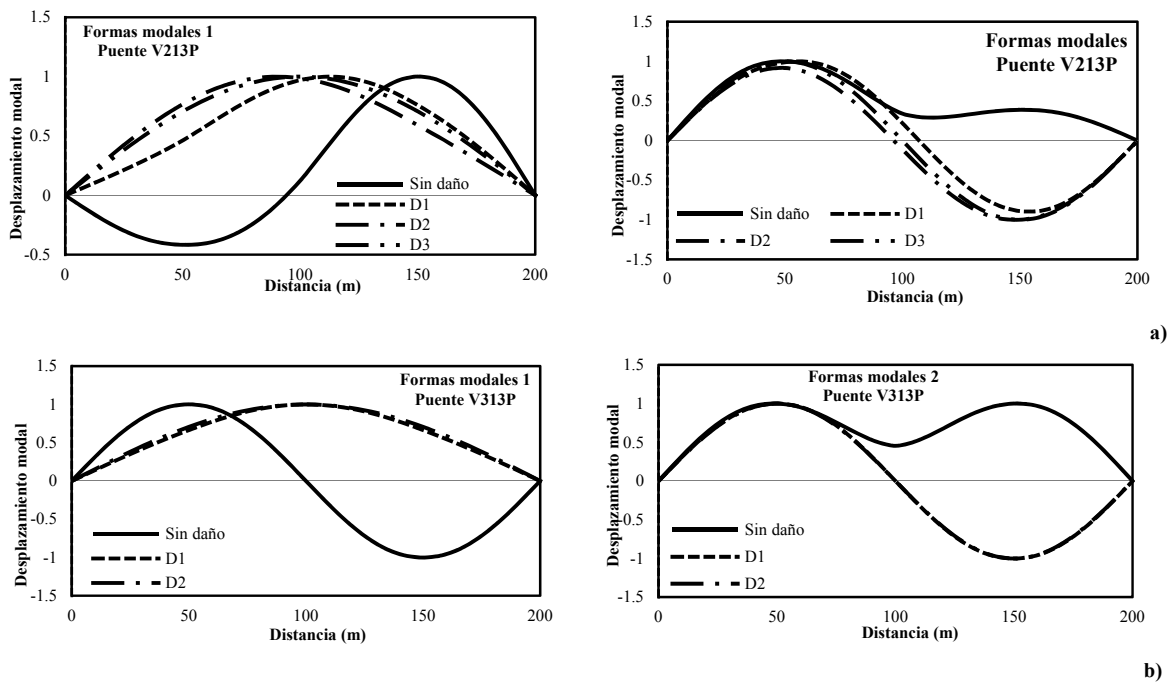 Formas modales 1
Puente V213P
Desplazamiento modal
1.5
1
0.5
0
-0.5
Sin daño
D1
D2
D3
0
50
100
150
200
Distancia (m)
Formas modales
Puente V213P
Desplazamiento modal
1.5
1
0.5
0
-0.5
-1
-1.5
Sin daño
D1
D2
D3
0
50
100
150
200
Distancia (m)
a)
Formas modales 1
Puente V313P
Desplazamiento modal
1.5
1
0.5
0
-0.5
-1
-1.5
Sin daño
D1
D2
0
50
100
150
200
Distancia (m)
Formas modales 2
Puente V313P
Desplazamiento modal
1.5
1
0.5
0
-0.5
-1
-1.5
Sin daño
D1
D2
0
50
100
150
200
Distancia (m)
b)